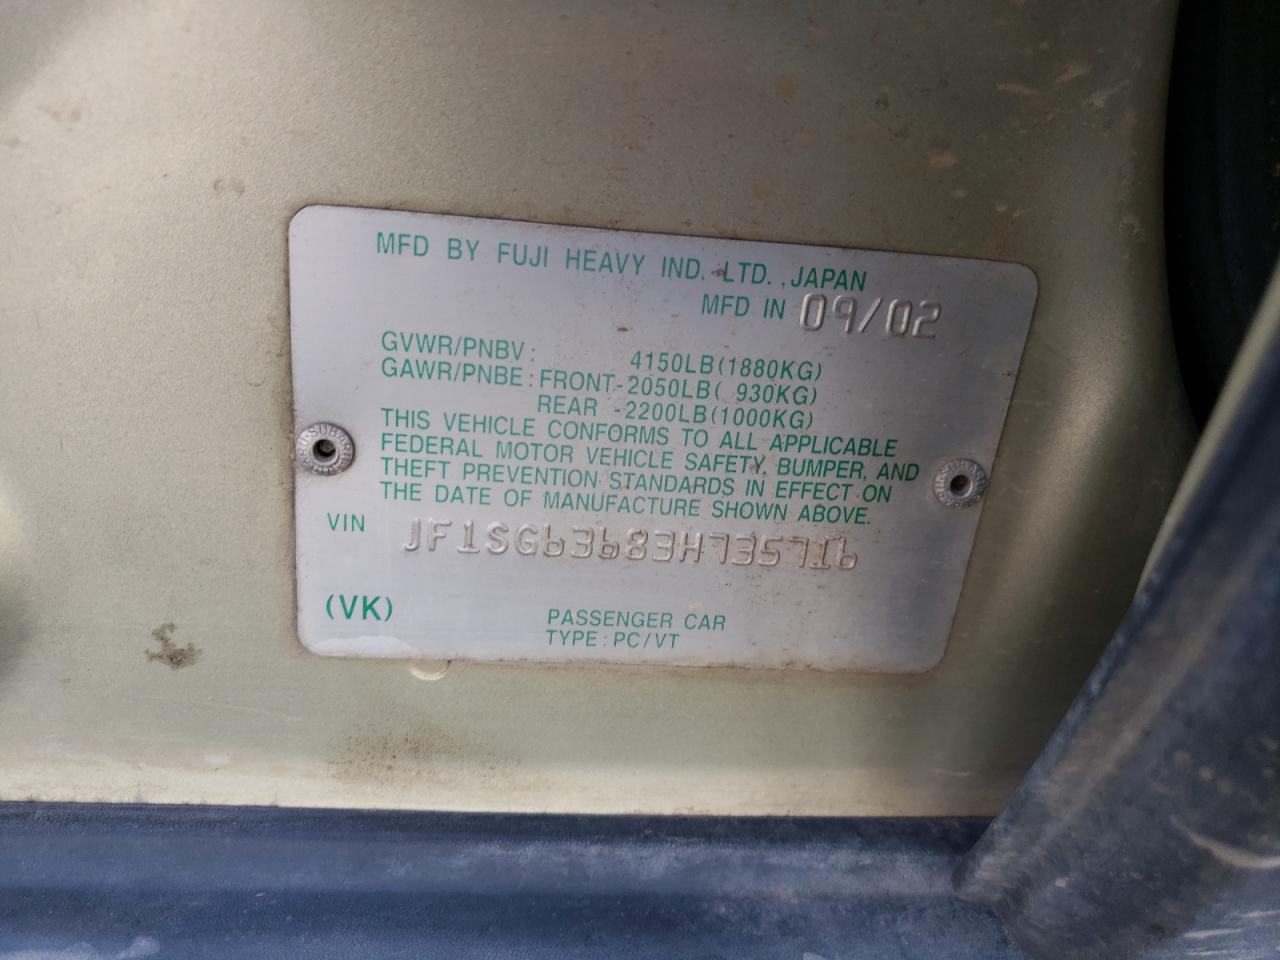 MFD BY FUJI HEAVY IND. LTD., JAPAN
MFD IN 09/02
GVWR/PNBV: 4150LB(1880KG)
GAWR/PNBE: FRONT-2050LB( 930KG)
REAR -2200LB(1000KG)
THIS VEHICLE CONFORMS TO ALL APPLICABLE
FEDERAL MOTOR VEHICLE SAFETY, BUMPER, AND
THEFT PREVENTION STANDARDS IN EFFECT ON
THE DATE OF MANUFACTURE SHOWN ABOVE.
VIN JF1SG63683H735716
(VK) PASSENGER CAR
TYPE: PC/VT
SUBARU